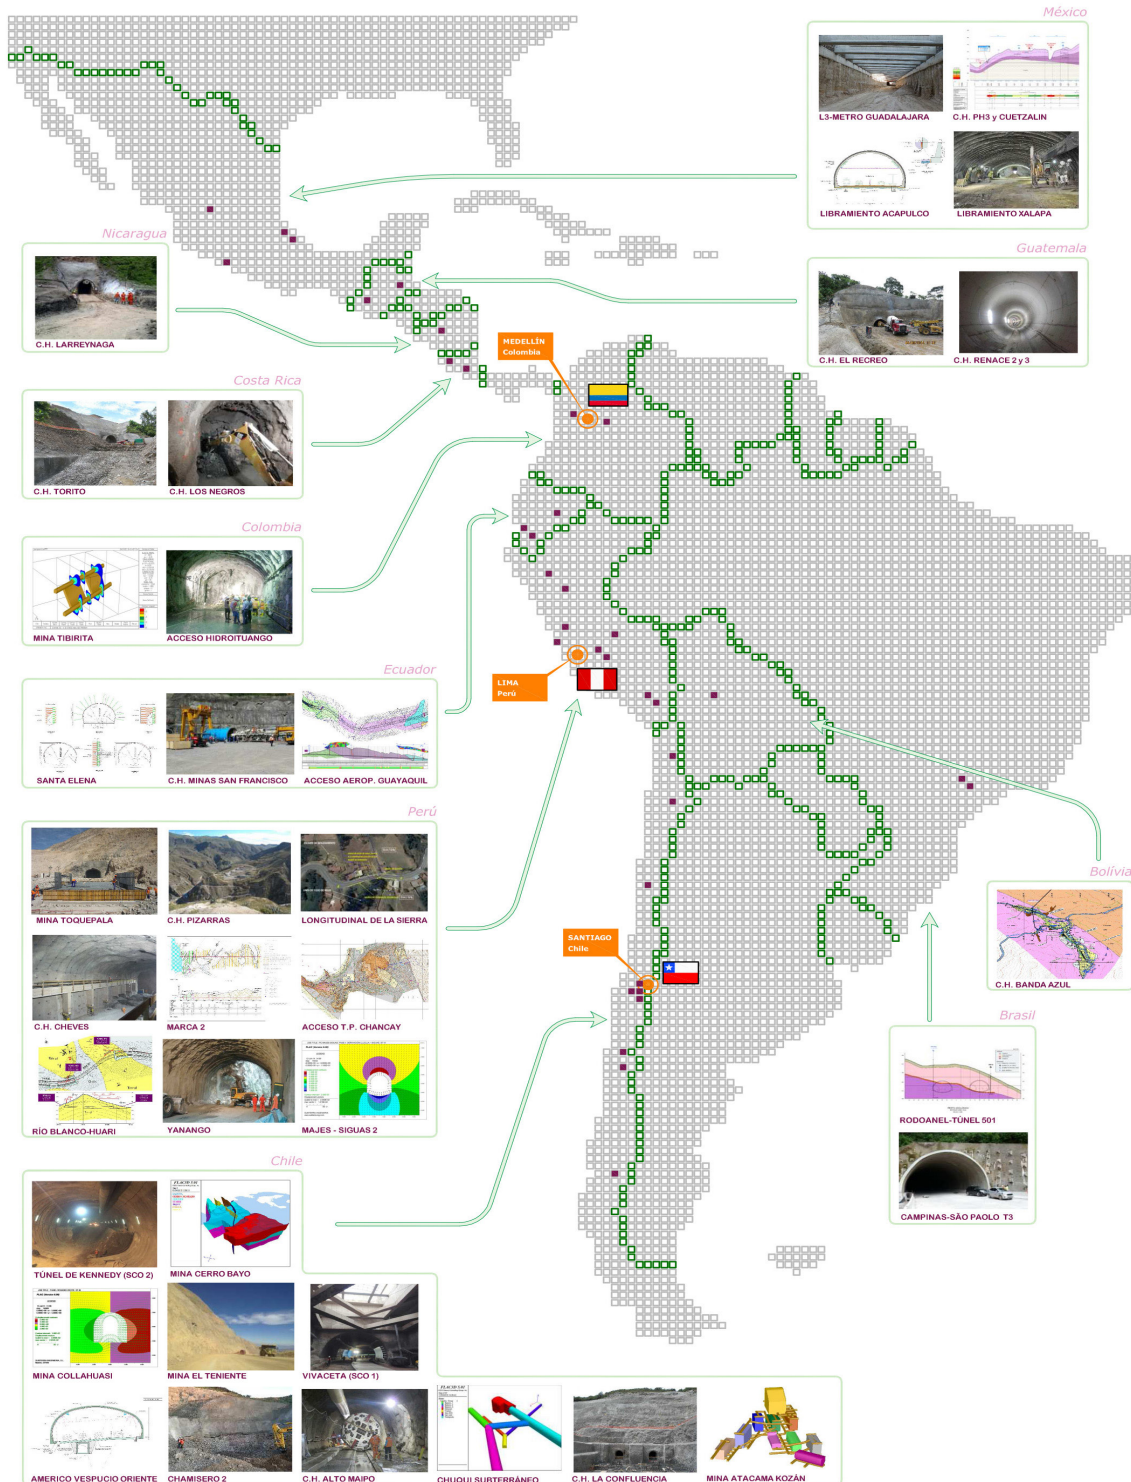 México
L3-METRO GUADALAJARA
C.H. PH3 y CUETZALIN
LIBRAMIENTO ACAPULCO
LIBRAMIENTO XALAPA
Nicaragua
C.H. LARREYNAGA
Guatemala
C.H. EL RECREO
C.H. RENACE 2 y 3
MEDELLÍN
Colombia
Costa Rica
C.H. TORITO
C.H. LOS NEGROS
Colombia
MINA TIBIRITA
ACCESO HIDROITUANGO
Ecuador
SANTA ELENA
C.H. MINAS SAN FRANCISCO
ACCESO AEROP. GUAYAQUIL
LIMA
Perú
Perú
MINA TOQUEPALA
C.H. PIZARRAS
LONGITUDINAL DE LA SIERRA
C.H. CHEVES
MARCA 2
ACCESO T.P. CHANCAY
RÍO BLANCO-HUARI
YANANGO
MAJES - SIGUAS 2
Bolívia
C.H. BANDA AZUL
SANTIAGO
Chile
Brasil
RODOANEL-TÚNEL 501
CAMPINAS-SÃO PAOLO T3
Chile
TÚNEL DE KENNEDY (SCO 2)
MINA CERRO BAYO
MINA COLLAHUASI
MINA EL TENIENTE
VIVACETA (SCO 1)
AMERICO VESPUCIO ORIENTE
CHAMISERO 2
C.H. ALTO MAIPO
CHUQUI SUBTERRÁNEO
C.H. LA CONFLUENCIA
MINA ATACAMA KOZÁN